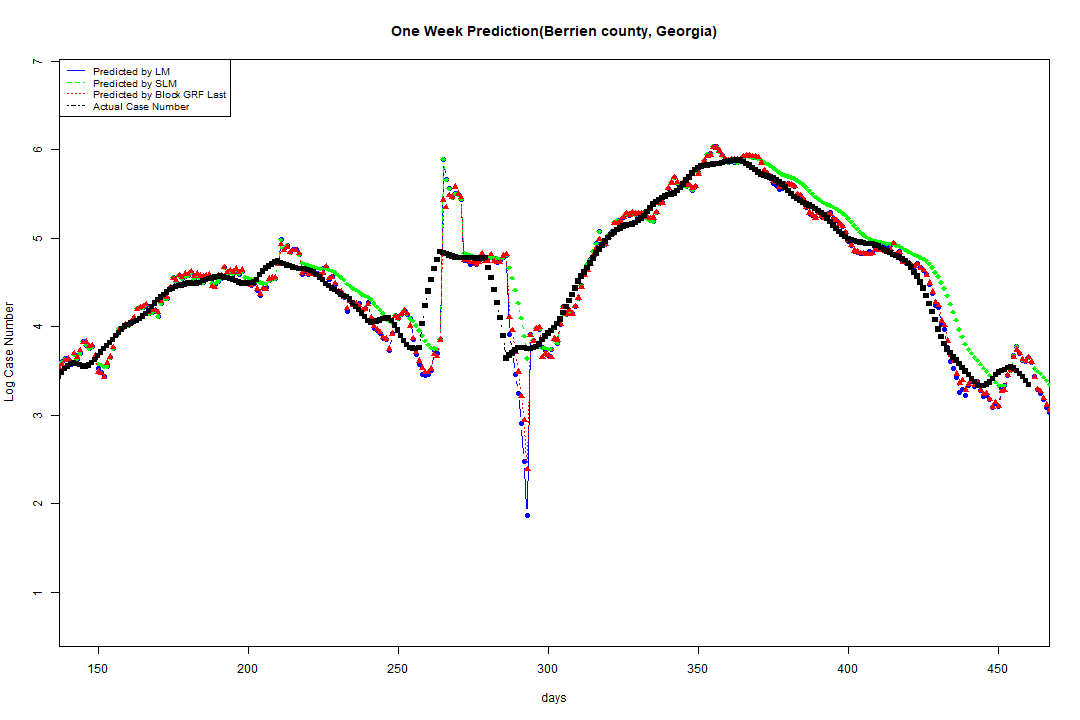 One Week Prediction(Berrien county, Georgia)
Predicted by LM
Predicted by SLM
Predicted by Block GRF Last
Actual Case Number
7
6
5
4
3
2
1
Log Case Number
150 200 250 300 350 400 450
days